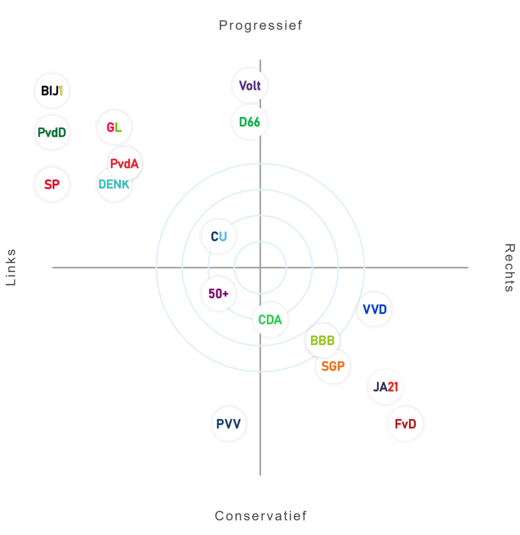 Progressief
Volt
BIJ1
D66
GL
PvdD
PvdA
SP
DENK
CU
Links
Rechts
50+
VVD
CDA
BBB
SGP
JA21
PVV
FvD
Conservatief